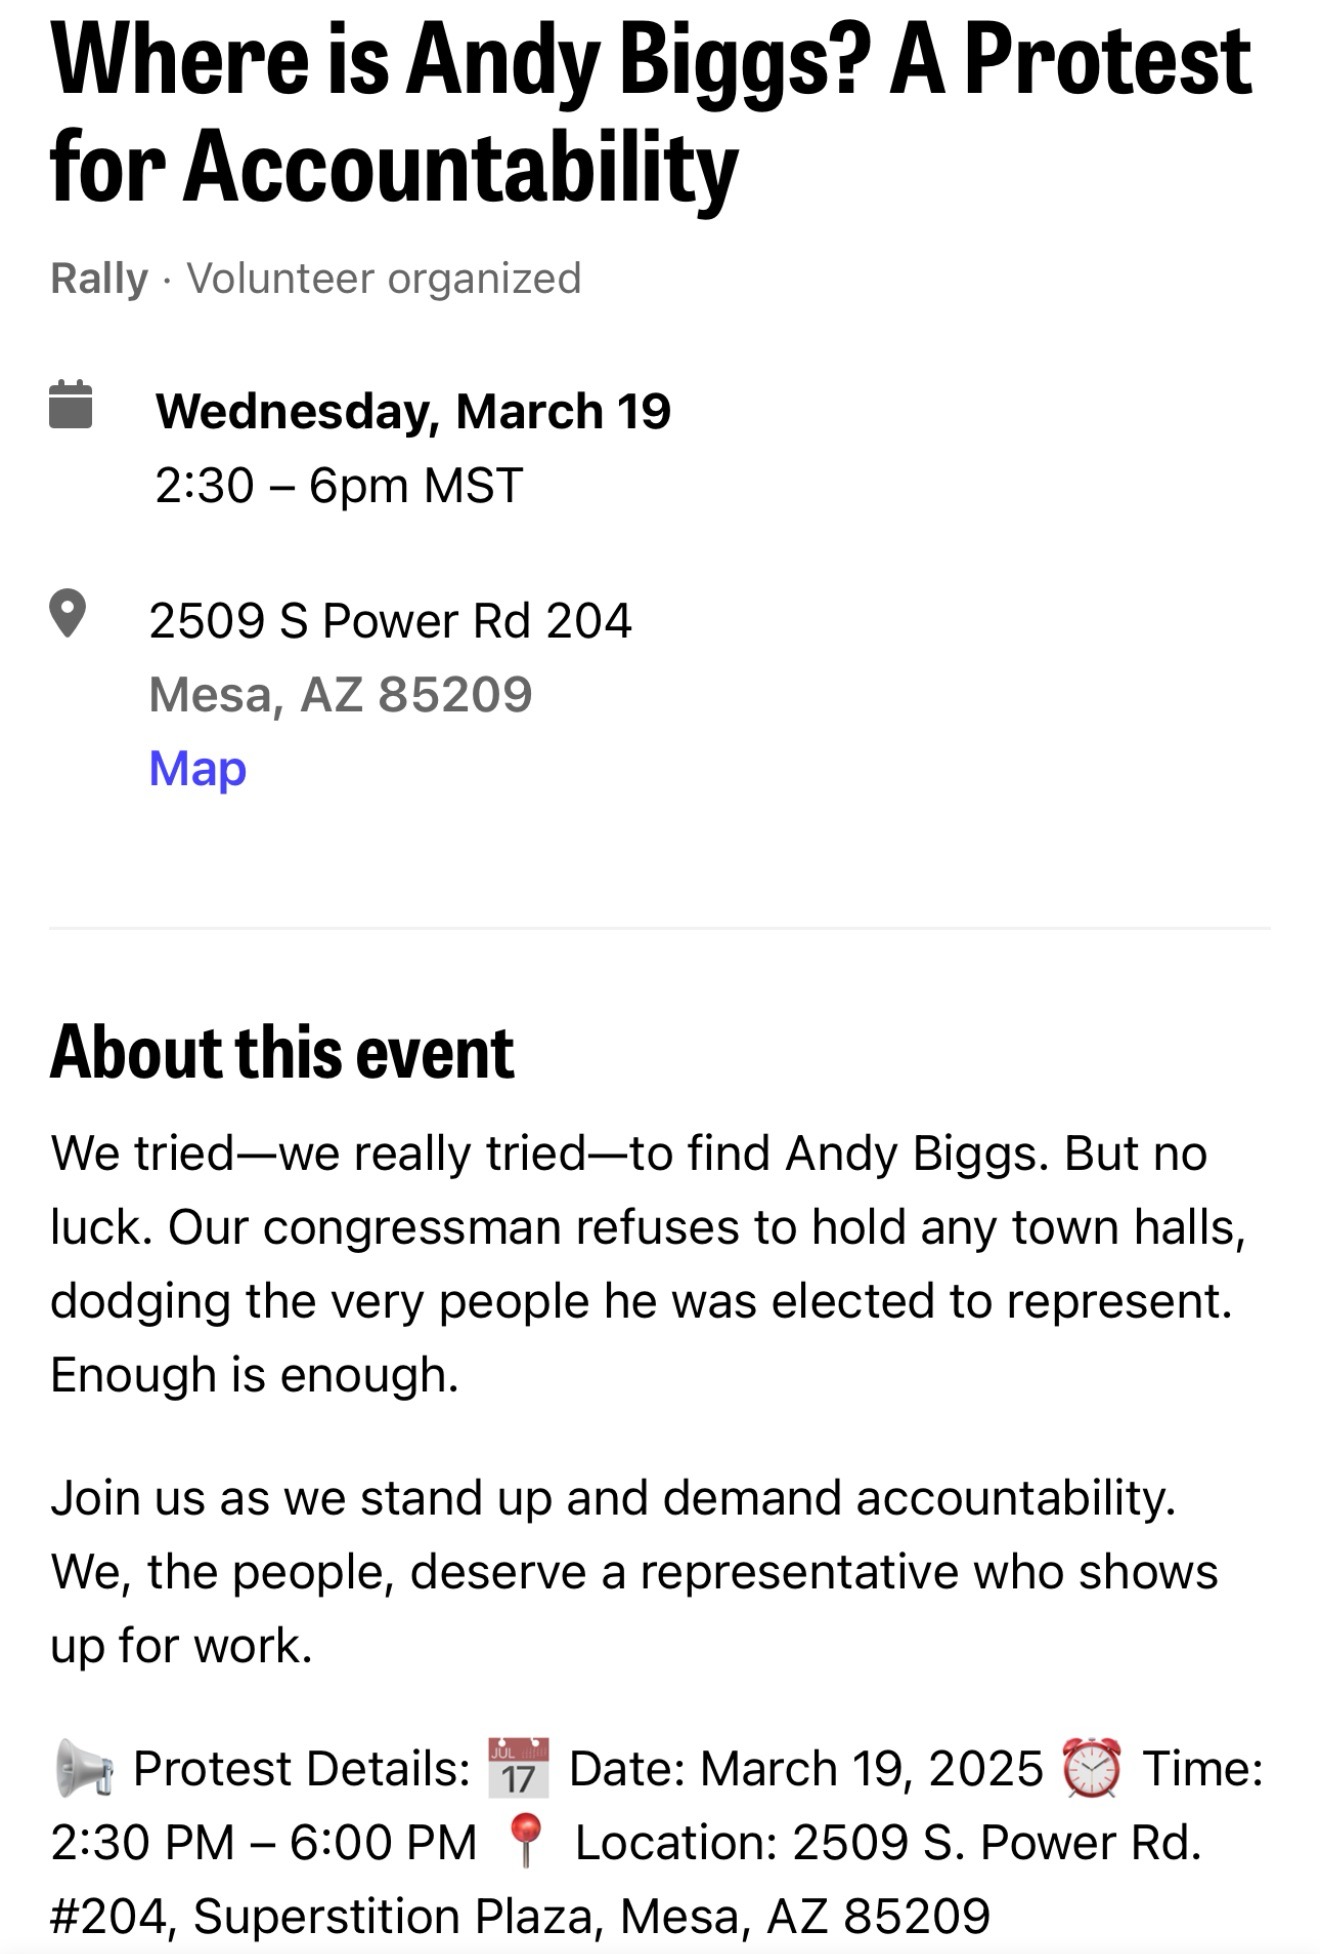 Where is Andy Biggs? A Protest
for Accountability
Rally · Volunteer organized
Wednesday, March 19
2:30 – 6pm MST
2509 S Power Rd 204
Mesa, AZ 85209
Map
About this event
We tried—we really tried—to find Andy Biggs. But no
luck. Our congressman refuses to hold any town halls,
dodging the very people he was elected to represent.
Enough is enough.
Join us as we stand up and demand accountability.
We, the people, deserve a representative who shows
up for work.
📢 Protest Details: 📅 Date: March 19, 2025 ⏰ Time:
2:30 PM – 6:00 PM 📍 Location: 2509 S. Power Rd.
#204, Superstition Plaza, Mesa, AZ 85209